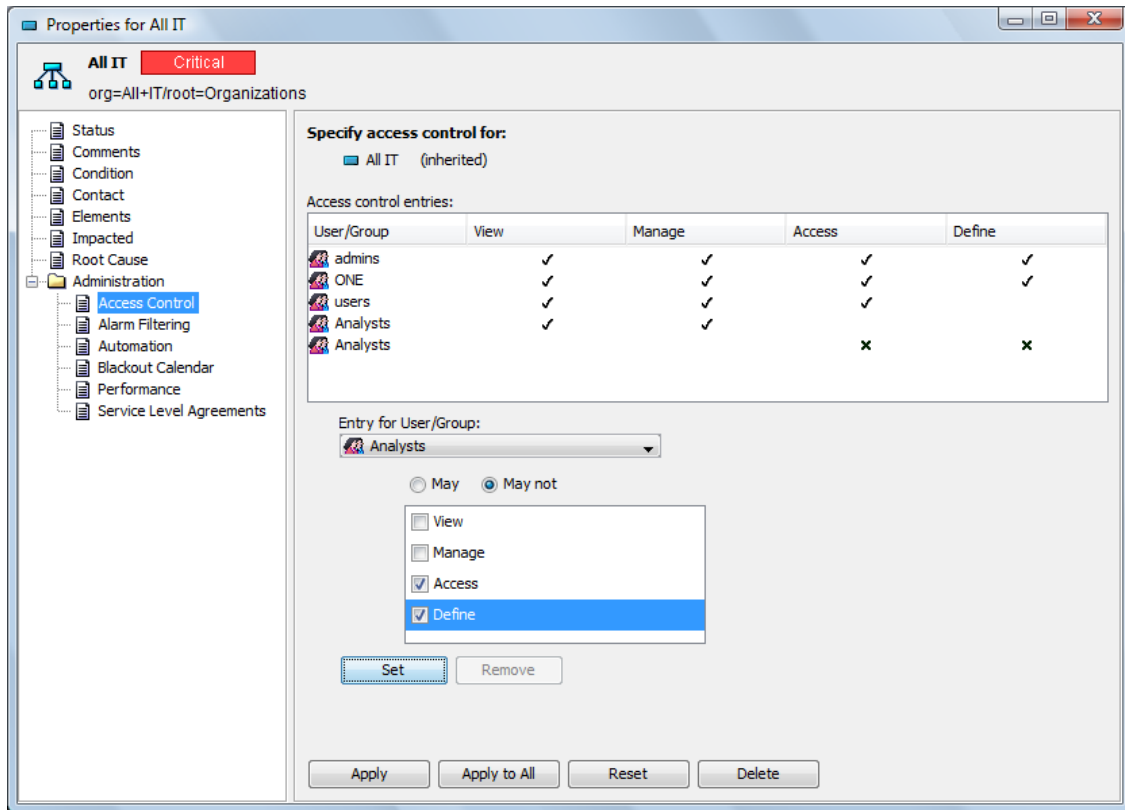 Properties for All IT
All IT Critical
org=All+IT/root=Organizations
Status
Comments
Condition
Contact
Elements
Impacted
Root Cause
Administration
Access Control
Alarm Filtering
Automation
Blackout Calendar
Performance
Service Level Agreements
Specify access control for:
All IT (inherited)
Access control entries:
User/Group View Manage Access Define
admins ✓ ✓ ✓ ✓
ONE ✓ ✓ ✓ ✓
users ✓ ✓ ✓
Analysts ✓ ✓
Analysts × ×
Entry for User/Group:
Analysts
May May not
View
Manage
Access
Define
Set Remove
Apply Apply to All Reset Delete